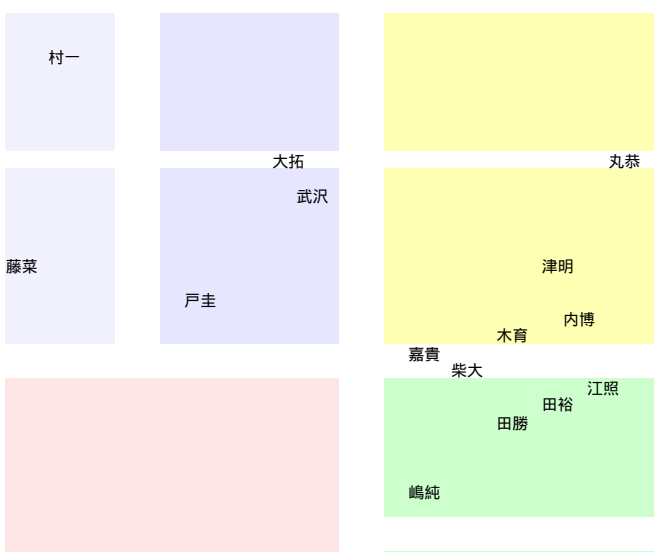 村一
大拓
丸恭
武沢
藤菜
津明
戸圭
内博
木育
嘉貴
柴大
江照
田裕
田勝
嶋純